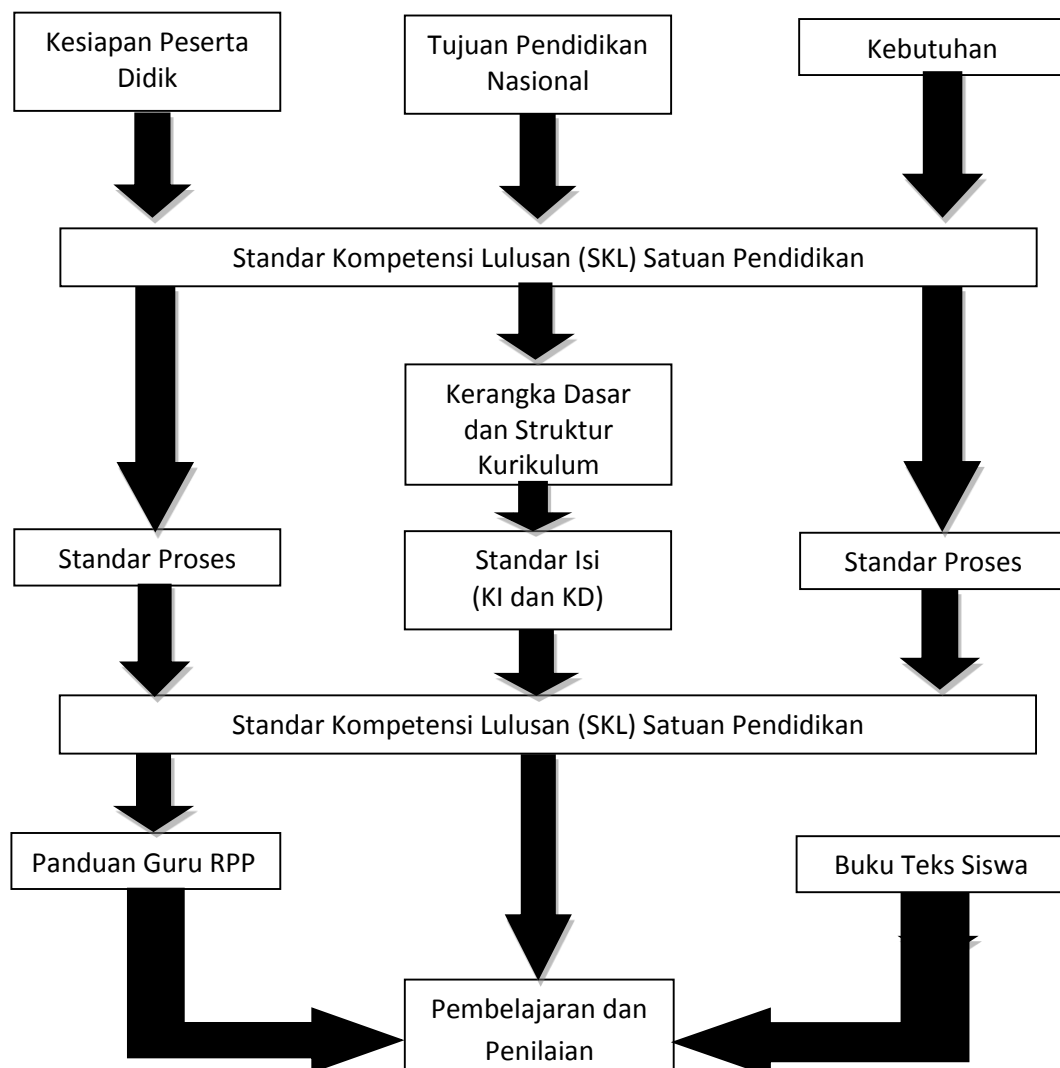 Kesiapan Peserta
Didik
Tujuan Pendidikan
Nasional
Kebutuhan
Standar Kompetensi Lulusan (SKL) Satuan Pendidikan
Kerangka Dasar
dan Struktur
Kurikulum
Standar Proses
Standar Isi
(KI dan KD)
Standar Proses
Standar Kompetensi Lulusan (SKL) Satuan Pendidikan
Panduan Guru RPP
Buku Teks Siswa
Pembelajaran dan
Penilaian